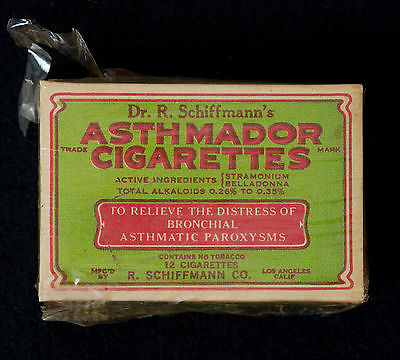 Dr. R. Schiffmann's
ASTHMADOR
TRADE CIGARETTES MARK
ACTIVE INGREDIENTS { STRAMONIUM
BELLADONNA
TOTAL ALKALOIDS 0.26% TO 0.35%
TO RELIEVE THE DISTRESS OF
BRONCHIAL
ASTHMATIC PAROXYSMS
CONTAINS NO TOBACCO
12 CIGARETTES
MFG'D BY R. SCHIFFMANN CO. LOS ANGELES CALIF.